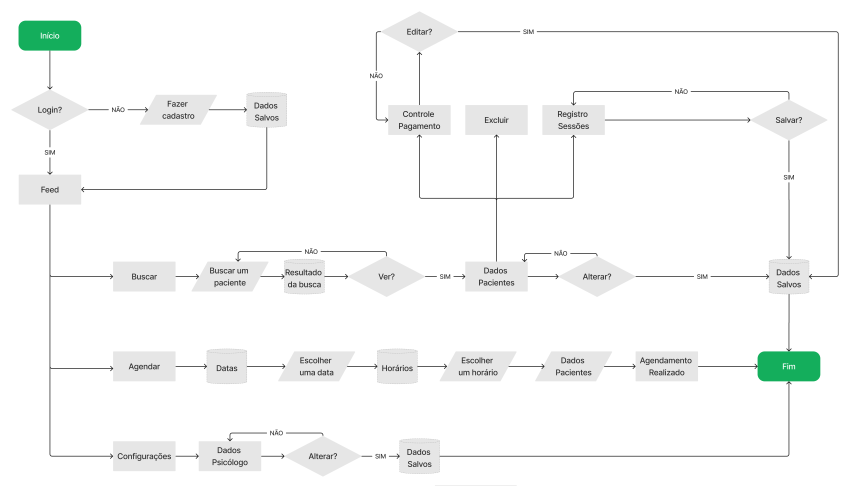 Início
Editar?
SIM
NÃO
Login?
NÃO
Fazer
cadastro
Dados
Salvos
Controle
Pagamento
Excluir
Registro
Sessões
NÃO
Salvar?
SIM
SIM
Feed
Buscar
Buscar um
paciente
Resultado
da busca
NÃO
Ver?
SIM
Dados
Pacientes
NÃO
Alterar?
SIM
Dados
Salvos
Agendar
Datas
Escolher
uma data
Horários
Escolher
um horário
Dados
Pacientes
Agendamento
Realizado
Fim
Configurações
Dados
Psicólogo
NÃO
Alterar?
SIM
Dados
Salvos